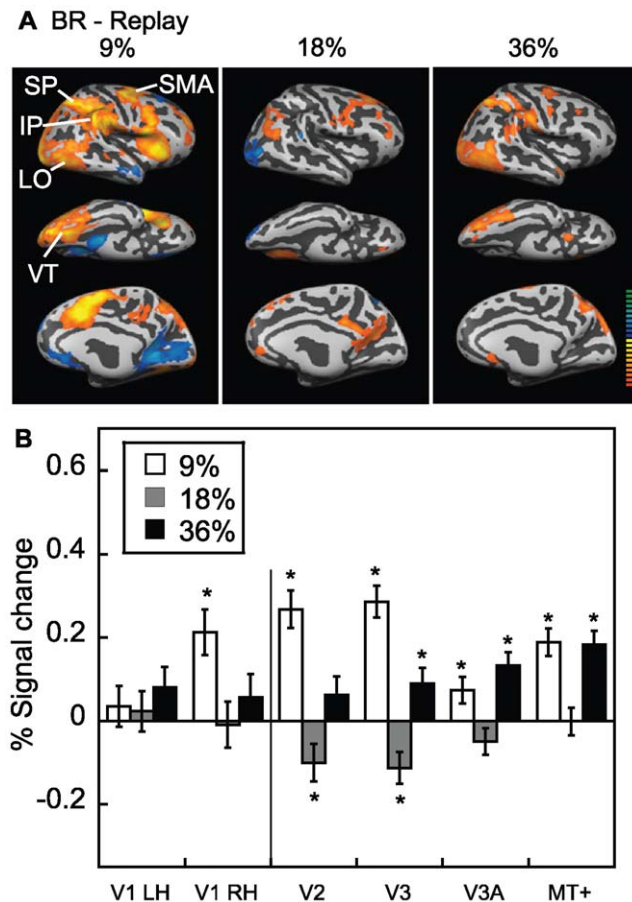 A BR - Replay
9% 18% 36%
SP SMA
IP
LO
VT
B
0.6
0.4
0.2
0
-0.2
% Signal change
9%
18%
36%
* * * * * * * *
* *
V1 LH V1 RH V2 V3 V3A MT+